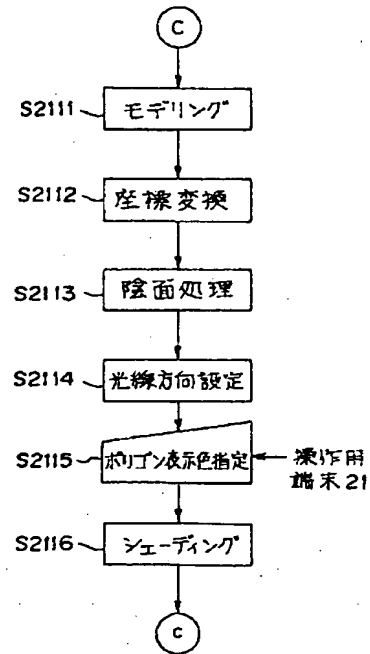 C
S2111 モデリング
S2112 座標変換
S2113 陰面処理
S2114 光線方向設定
S2115 ポリゴン表示色指定 操作用
端末21
S2116 シェーディング
c